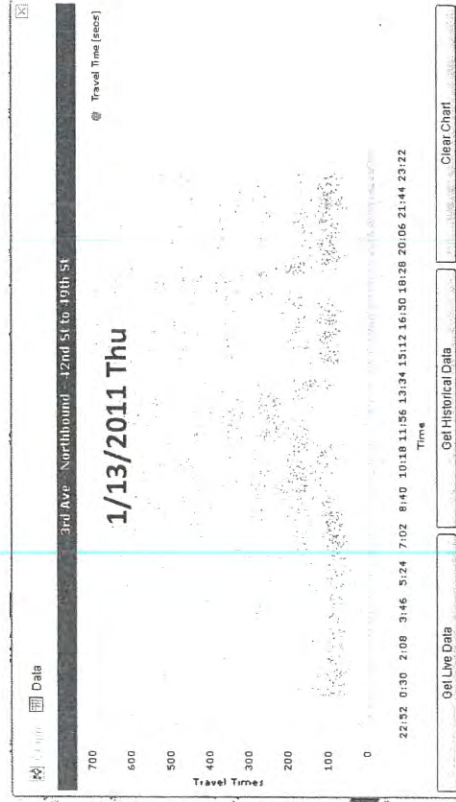 Data
3rd Ave - Northbound - 42nd St to 49th St
1/13/2011 Thu
Travel Time (secs)
Travel Times
700
600
500
400
300
200
100
0
22:52 0:30 2:08 3:46 5:24 7:02 8:40 10:18 11:56 13:34 15:12 16:50 18:28 20:06 21:44 23:22
Time
Get Live Data
Get Historical Data
Clear Chart